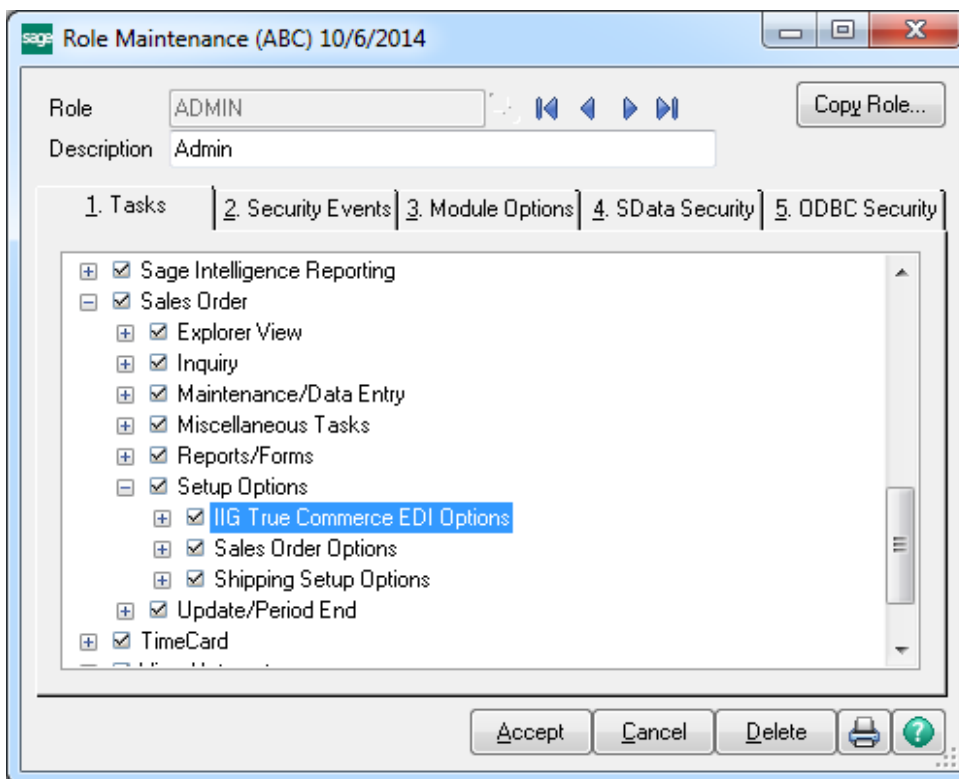 sage Role Maintenance (ABC) 10/6/2014
Role ADMIN Copy Role...
Description Admin
1. Tasks 2. Security Events 3. Module Options 4. SData Security 5. ODBC Security
Sage Intelligence Reporting
Sales Order
Explorer View
Inquiry
Maintenance/Data Entry
Miscellaneous Tasks
Reports/Forms
Setup Options
IIG True Commerce EDI Options
Sales Order Options
Shipping Setup Options
Update/Period End
TimeCard
Accept Cancel Delete